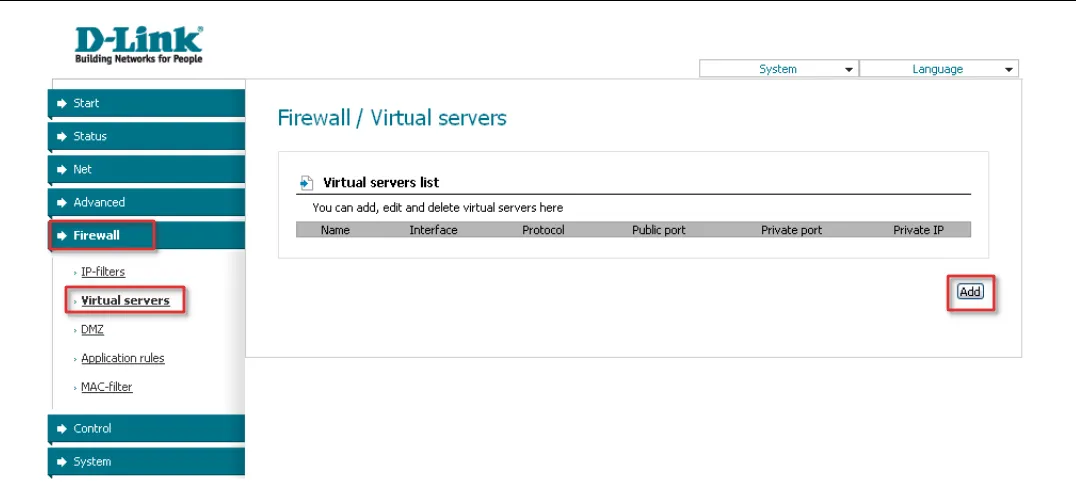 D-Link
Building Networks for People
System Language
Start
Status
Net
Advanced
Firewall
IP-filters
Virtual servers
DMZ
Application rules
MAC-filter
Control
System
Firewall / Virtual servers
Virtual servers list
You can add, edit and delete virtual servers here
Name Interface Protocol Public port Private port Private IP
Add